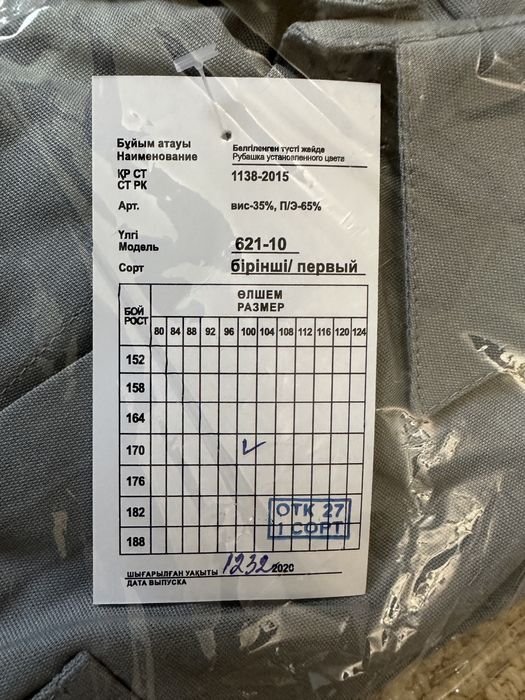 Бұйым атауы Белгіленген түсті жейде
Наименование Рубашка установленного цвета
ҚР СТ 1138-2015
СТ РК
Арт. вис-35%, П/Э-65%
Үлгі
Модель 621-10
Сорт бірінші/ первый
БОЙ ӨЛШЕМ
РОСТ РАЗМЕР
80 84 88 92 96 100 104 108 112 116 120 124
152
158
164
170
176
182
188
ОТК 27
1 СОРТ
ШЫҒАРЫЛҒАН УАҚЫТЫ 1232 2020
ДАТА ВЫПУСКА